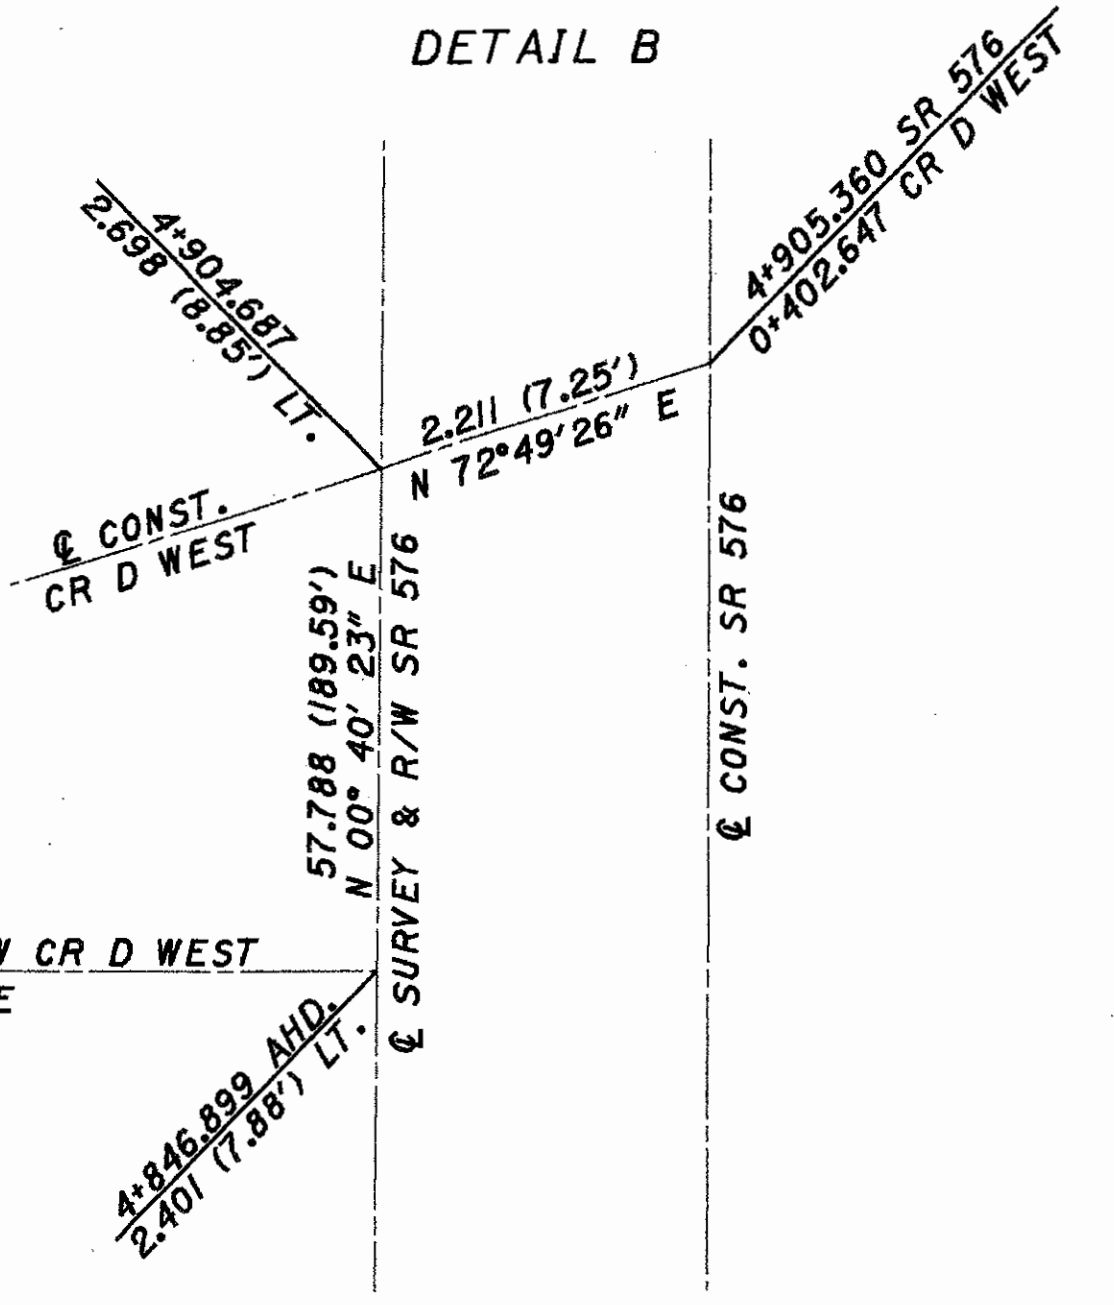 DETAIL B
4+905.360 SR 576
0+402.647 CR D WEST
4+904.687
2.698 (8.85') LT.
2.211 (7.25')
N 72°49'26" E
℄ CONST.
CR D WEST
57.788 (189.59')
N 00° 40' 23" E
℄ SURVEY & R/W SR 576
℄ CONST. SR 576
W CR D WEST
E
4+846.899 AHD.
2.401 (7.88') LT.